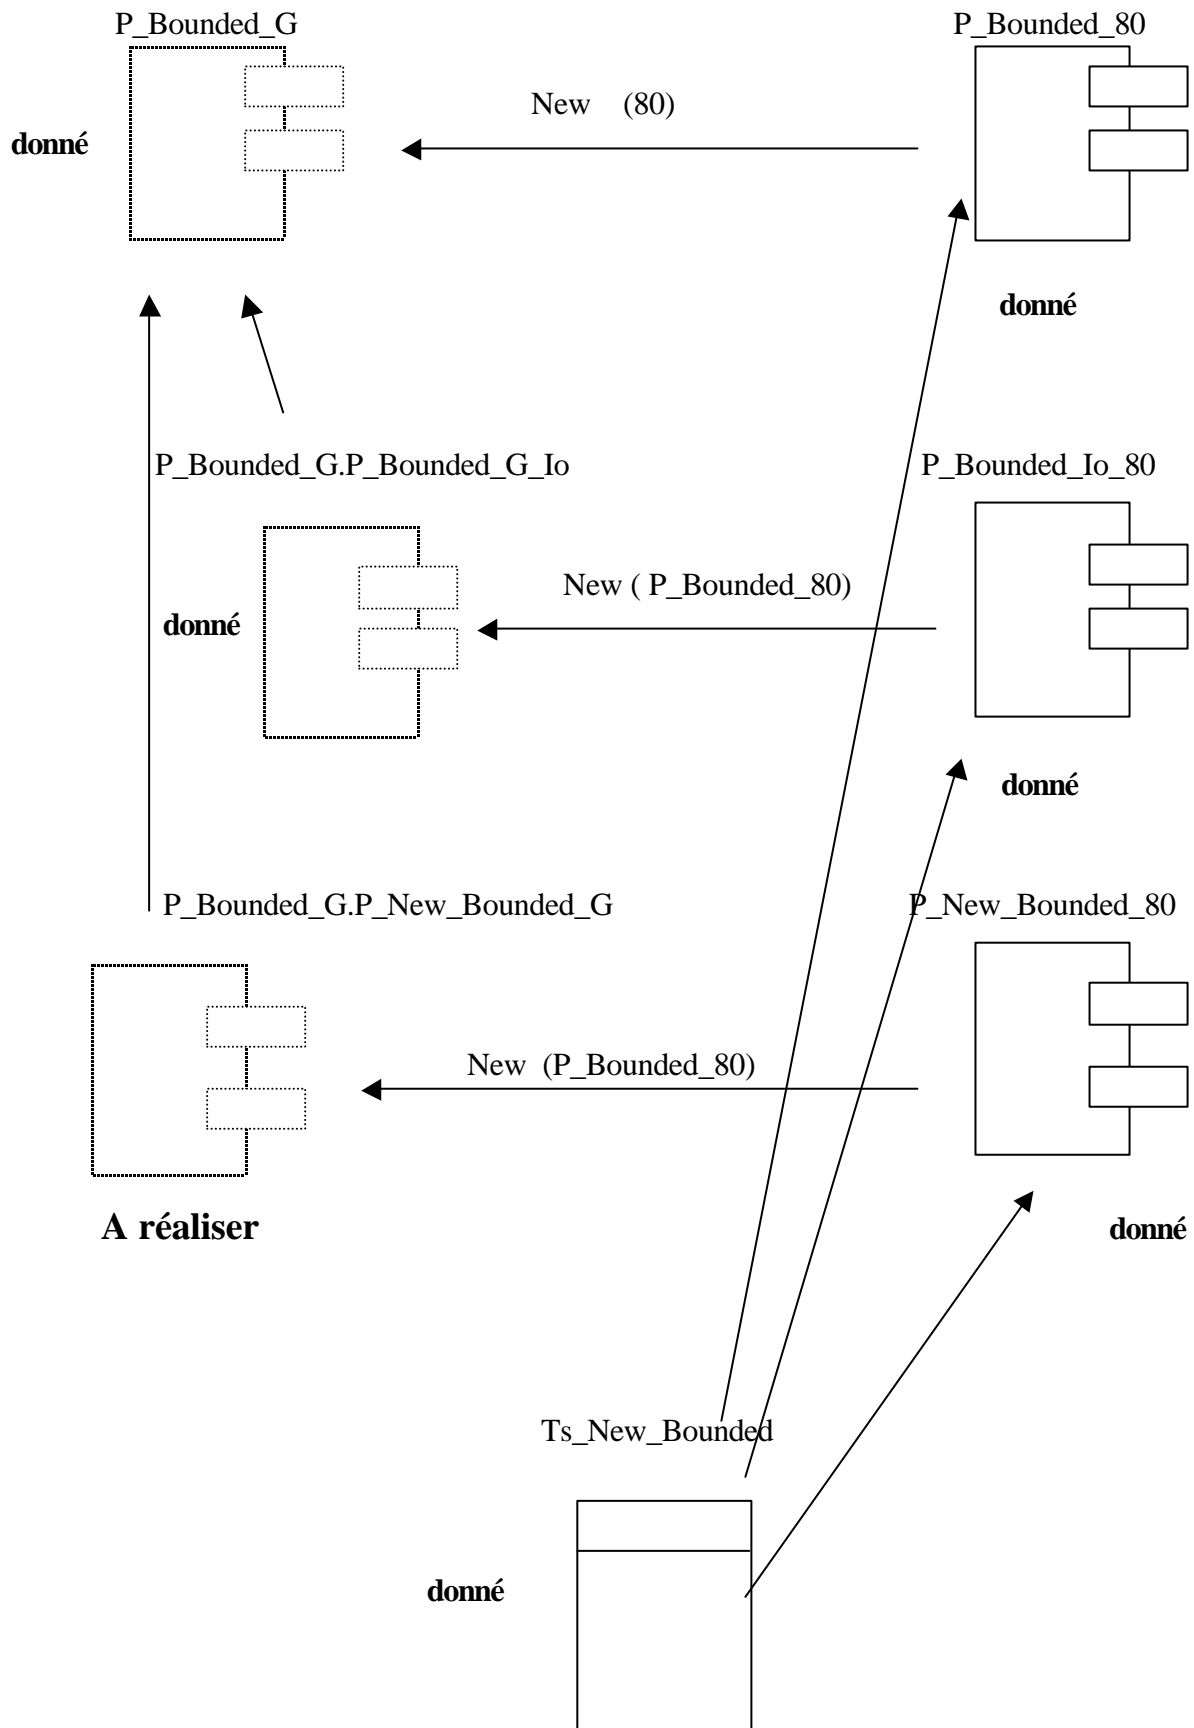 P_Bounded_G
P_Bounded_80
New (80)
donné
donné
P_Bounded_G.P_Bounded_G_Io
P_Bounded_Io_80
New ( P_Bounded_80)
donné
donné
P_Bounded_G.P_New_Bounded_G
P_New_Bounded_80
New (P_Bounded_80)
A réaliser
donné
Ts_New_Bounded
donné